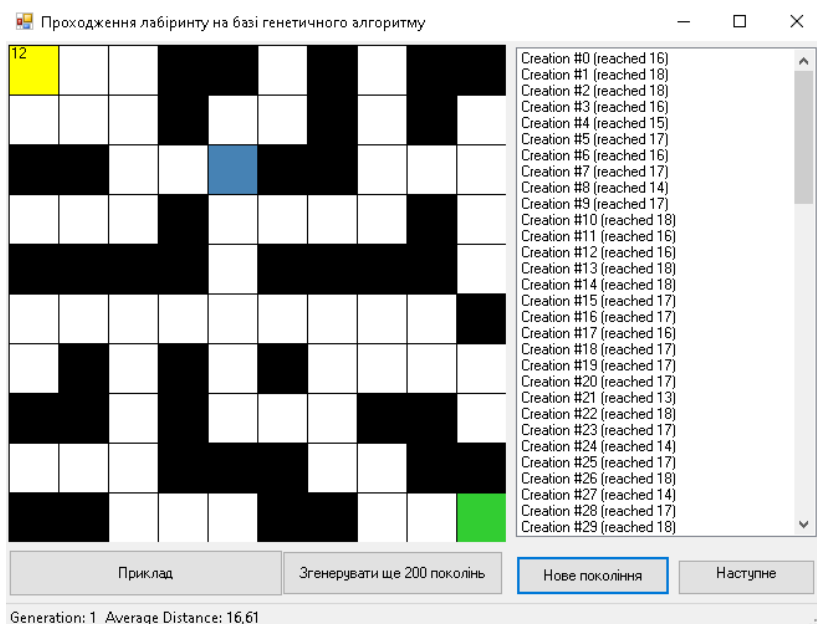 Проходження лабіринту на базі генетичного алгоритму
12
Creation #0 (reached 16)
Creation #1 (reached 18)
Creation #2 (reached 18)
Creation #3 (reached 16)
Creation #4 (reached 15)
Creation #5 (reached 17)
Creation #6 (reached 16)
Creation #7 (reached 17)
Creation #8 (reached 14)
Creation #9 (reached 17)
Creation #10 (reached 18)
Creation #11 (reached 16)
Creation #12 (reached 16)
Creation #13 (reached 18)
Creation #14 (reached 18)
Creation #15 (reached 17)
Creation #16 (reached 17)
Creation #17 (reached 16)
Creation #18 (reached 17)
Creation #19 (reached 17)
Creation #20 (reached 17)
Creation #21 (reached 13)
Creation #22 (reached 18)
Creation #23 (reached 17)
Creation #24 (reached 14)
Creation #25 (reached 17)
Creation #26 (reached 18)
Creation #27 (reached 14)
Creation #28 (reached 17)
Creation #29 (reached 18)
Приклад
Згенерувати ще 200 поколінь
Нове покоління
Наступне
Generation: 1 Average Distance: 16,61